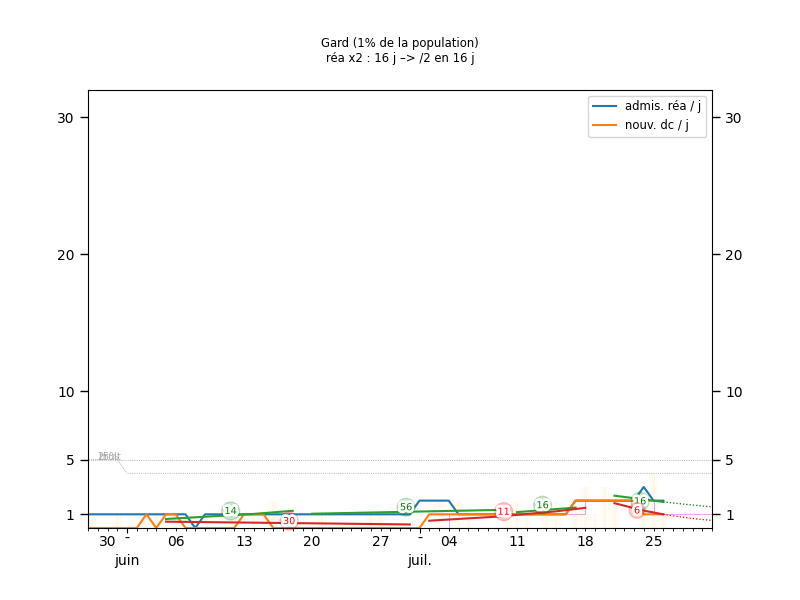 Gard (1% de la population)
réa x2 : 16 j –> /2 en 16 j
admis. réa / j
nouv. dc / j
30 30
20 20
10 10
5 5
1 1
14 30 56 11 16 16 6
30 - 06 13 20 27 - 04 11 18 25
juin juil.